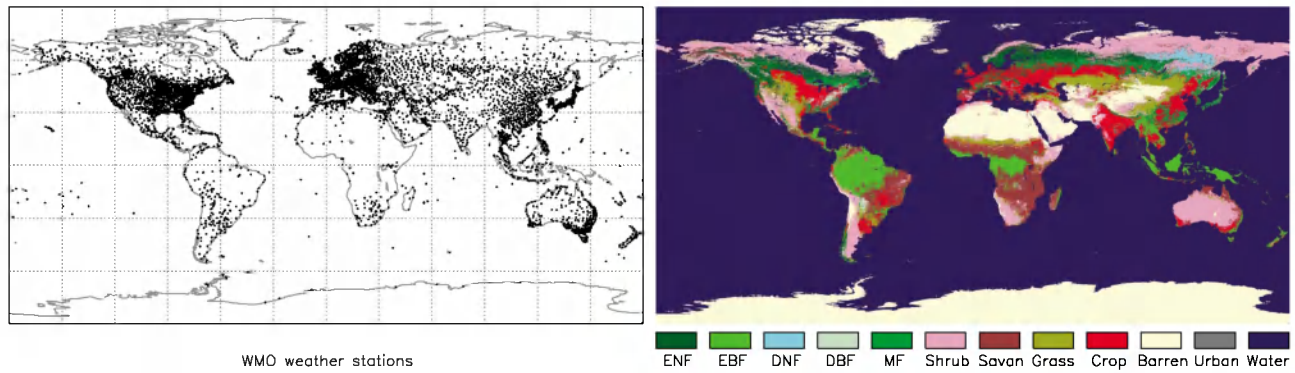 WMO weather stations
ENF EBF DNF DBF MF Shrub Savan Grass Crop Barren Urban Water